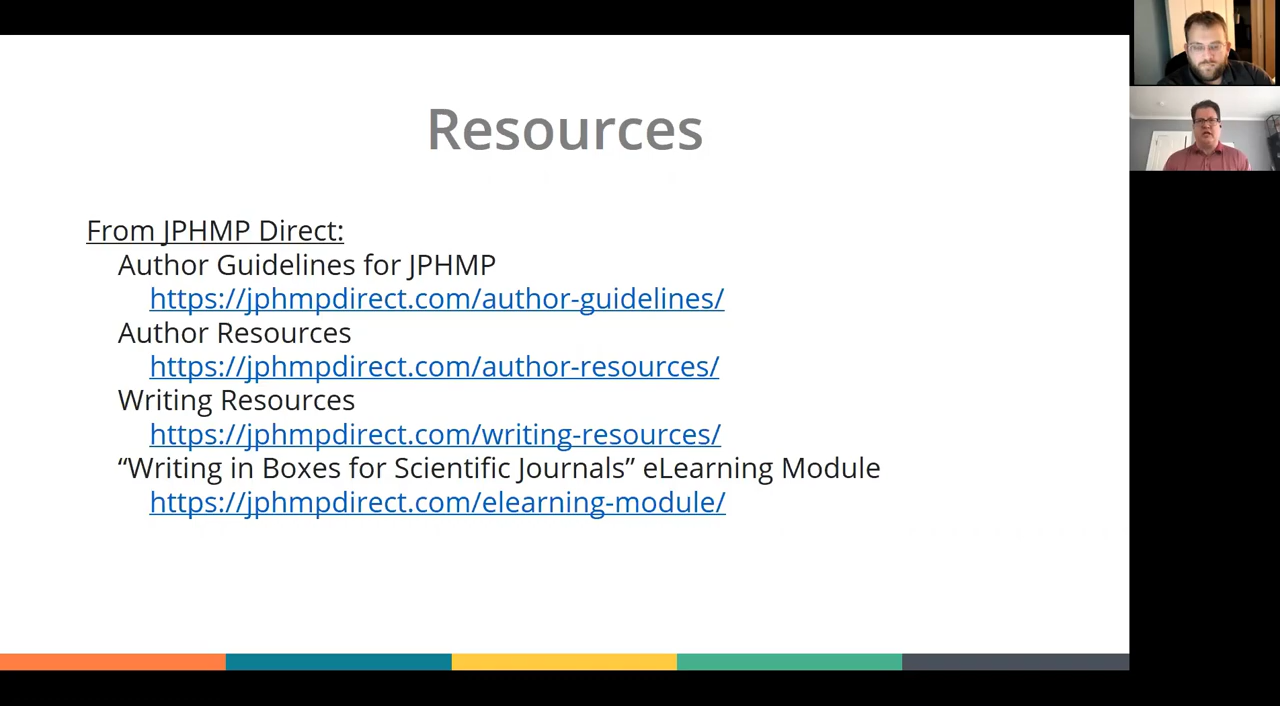 Resources
From JPHMP Direct:
Author Guidelines for JPHMP
https://jphmpdirect.com/author-guidelines/
Author Resources
https://jphmpdirect.com/author-resources/
Writing Resources
https://jphmpdirect.com/writing-resources/
“Writing in Boxes for Scientific Journals” eLearning Module
https://jphmpdirect.com/elearning-module/